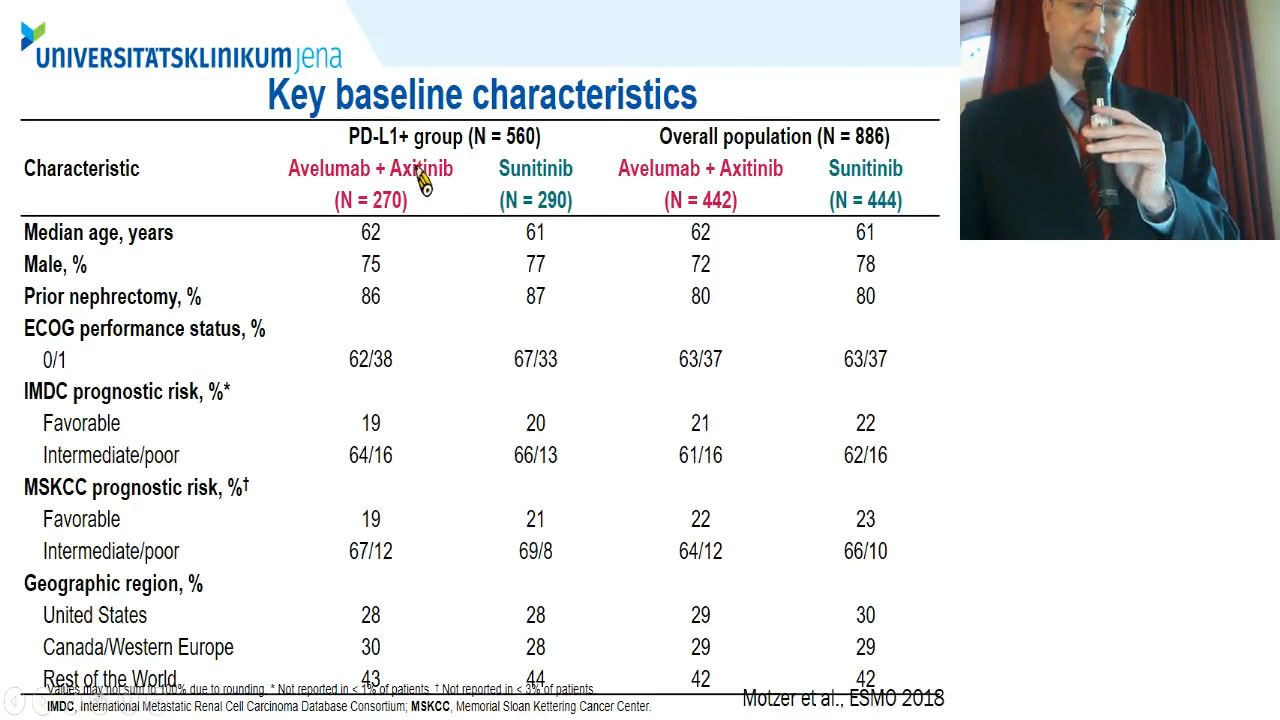 UNIVERSITÄTSKLINIKUM jena
Key baseline characteristics
PD-L1+ group (N = 560) Overall population (N = 886)
Characteristic Avelumab + Axitinib Sunitinib Avelumab + Axitinib Sunitinib
(N = 270) (N = 290) (N = 442) (N = 444)
Median age, years 62 61 62 61
Male, % 75 77 72 78
Prior nephrectomy, % 86 87 80 80
ECOG performance status, %
0/1 62/38 67/33 63/37 63/37
IMDC prognostic risk, %*
Favorable 19 20 21 22
Intermediate/poor 64/16 66/13 61/16 62/16
MSKCC prognostic risk, %†
Favorable 19 21 22 23
Intermediate/poor 67/12 69/8 64/12 66/10
Geographic region, %
United States 28 28 29 30
Canada/Western Europe 30 28 29 29
Rest of the World 43 44 42 42
Values may not sum to 100% due to rounding. * Not reported in < 1% of patients. † Not reported in < 3% of patients.
IMDC, International Metastatic Renal Cell Carcinoma Database Consortium; MSKCC, Memorial Sloan Kettering Cancer Center.
Motzer et al., ESMO 2018